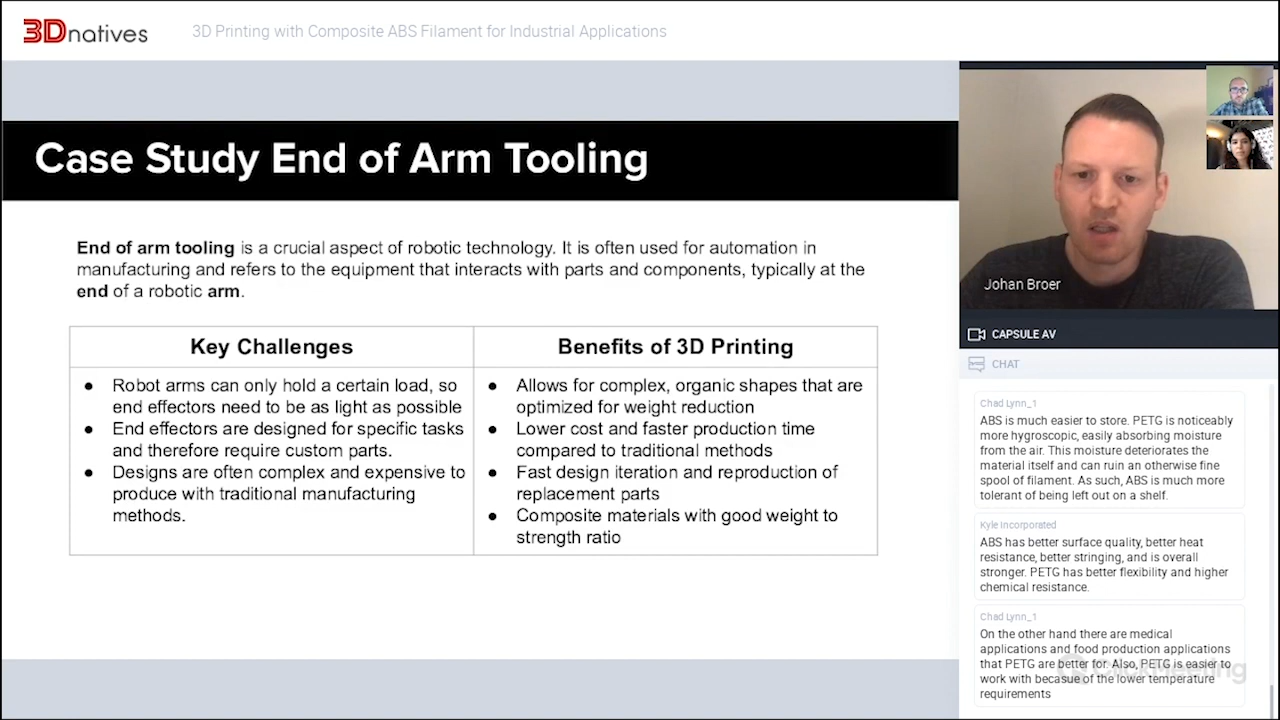 3Dnatives
3D Printing with Composite ABS Filament for Industrial Applications
Case Study End of Arm Tooling
End of arm tooling is a crucial aspect of robotic technology. It is often used for automation in
manufacturing and refers to the equipment that interacts with parts and components, typically at the
end of a robotic arm.
Key Challenges
● Robot arms can only hold a certain load, so
end effectors need to be as light as possible
● End effectors are designed for specific tasks
and therefore require custom parts.
● Designs are often complex and expensive to
produce with traditional manufacturing
methods.
Benefits of 3D Printing
● Allows for complex, organic shapes that are
optimized for weight reduction
● Lower cost and faster production time
compared to traditional methods
● Fast design iteration and reproduction of
replacement parts
● Composite materials with good weight to
strength ratio
Johan Broer
CAPSULE AV
CHAT
Chad Lynn_1
ABS is much easier to store. PETG is noticeably
more hygroscopic, easily absorbing moisture
from the air. This moisture deteriorates the
material itself and can ruin an otherwise fine
spool of filament. As such, ABS is much more
tolerant of being left out on a shelf.
Kyle Incorporated
ABS has better surface quality, better heat
resistance, better stringing, and is overall
stronger. PETG has better flexibility and higher
chemical resistance.
Chad Lynn_1
On the other hand there are medical
applications and food production applications
that PETG are better for. Also, PETG is easier to
work with becasue of the lower temperature
requirements
ClickMeeting